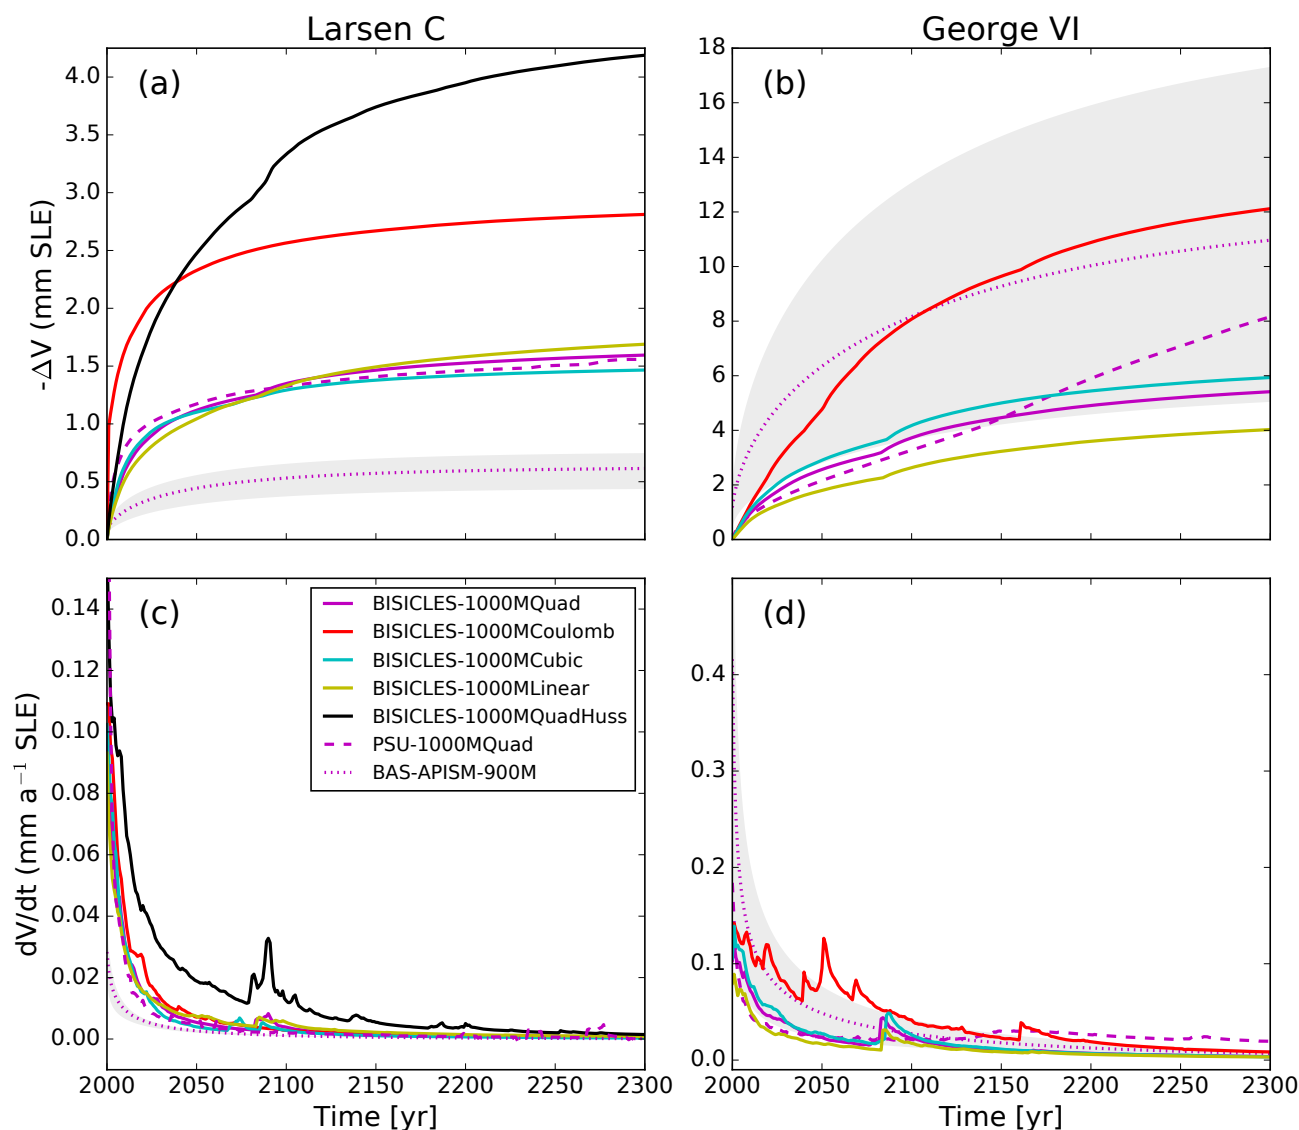 Larsen C
George VI
(a)
(b)
-ΔV (mm SLE)
4.0
3.5
3.0
2.5
2.0
1.5
1.0
0.5
0.0
18
16
14
12
10
8
6
4
2
0
(c)
(d)
dV/dt (mm a⁻¹ SLE)
0.14
0.12
0.10
0.08
0.06
0.04
0.02
0.00
BISICLES-1000MQuad
BISICLES-1000MCoulomb
BISICLES-1000MCubic
BISICLES-1000MLinear
BISICLES-1000MQuadHuss
PSU-1000MQuad
BAS-APISM-900M
0.4
0.3
0.2
0.1
0.0
2000 2050 2100 2150 2200 2250 2300
Time [yr]
2000 2050 2100 2150 2200 2250 2300
Time [yr]